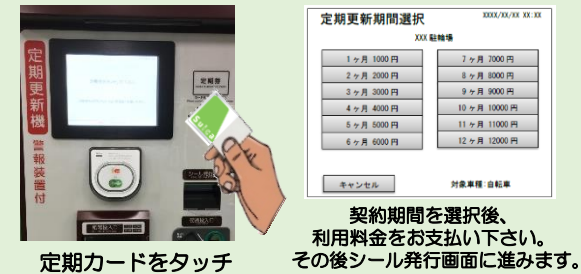 定期更新機
警報装置付
定期券
Suica
定期カードをタッチ
定期更新期間選択
XXXX/XX/XX XX:XX
XXX 駐輪場
1 ヶ月 1000 円
7 ヶ月 7000 円
2 ヶ月 2000 円
8 ヶ月 8000 円
3 ヶ月 3000 円
9 ヶ月 9000 円
4 ヶ月 4000 円
10 ヶ月 10000 円
5 ヶ月 5000 円
11 ヶ月 11000 円
6 ヶ月 6000 円
12 ヶ月 12000 円
キャンセル
対象車種:自転車
契約期間を選択後、
利用料金をお支払い下さい。
その後シール発行画面に進みます。